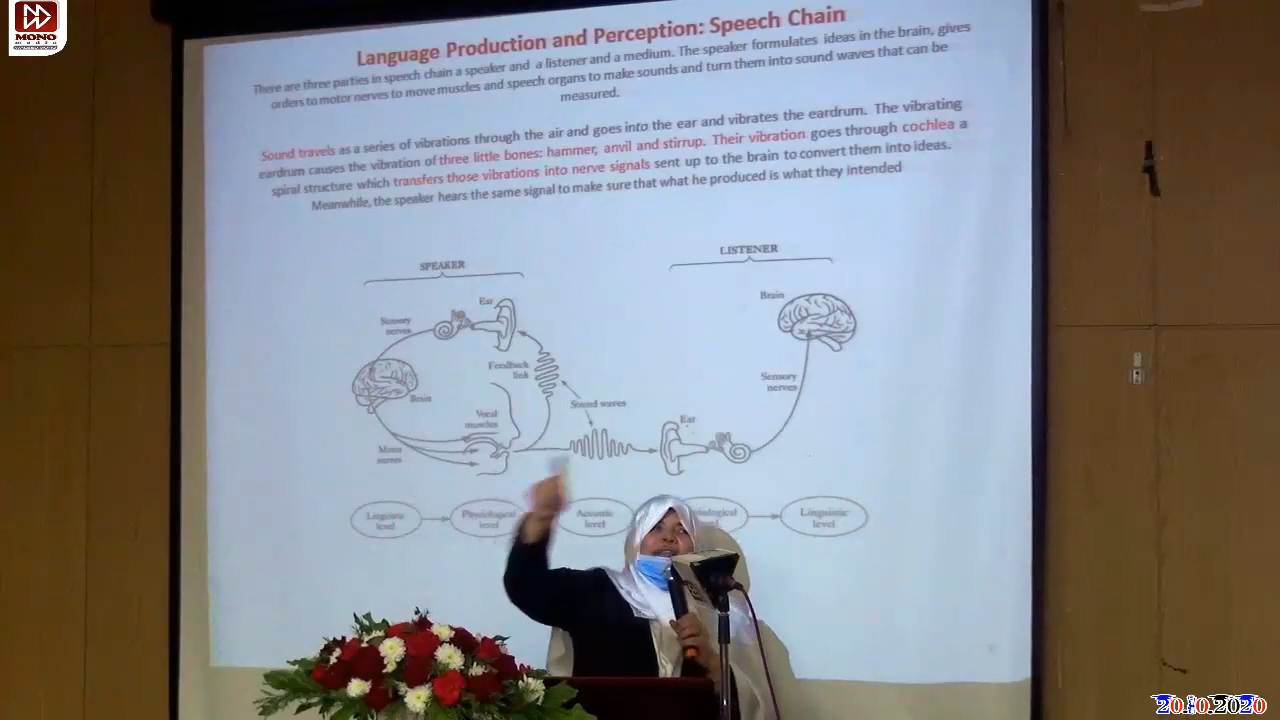 MONO
Language Production and Perception: Speech Chain
There are three parties in speech chain a speaker and a listener and a medium. The speaker formulates ideas in the brain, gives
orders to motor nerves to move muscles and speech organs to make sounds and turn them into sound waves that can be
measured.
Sound travels as a series of vibrations through the air and goes into the ear and vibrates the eardrum. The vibrating
eardrum causes the vibration of three little bones: hammer, anvil and stirrup. Their vibration goes through cochlea a
spiral structure which transfers those vibrations into nerve signals sent up to the brain to convert them into ideas.
Meanwhile, the speaker hears the same signal to make sure that what he produced is what they intended
SPEAKER
LISTENER
Ear
Brain
Sensory
nerves
Feedback
link
Brain
Sound waves
Sensory
nerves
Vocal
muscles
Ear
Motor
nerves
Linguistic
level
Physiological
level
Acoustic
level
Linguistic
level
20.10.2020